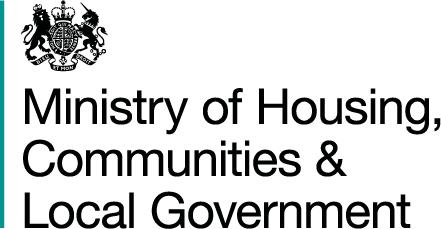 Ministry of Housing,
Communities &
Local Government